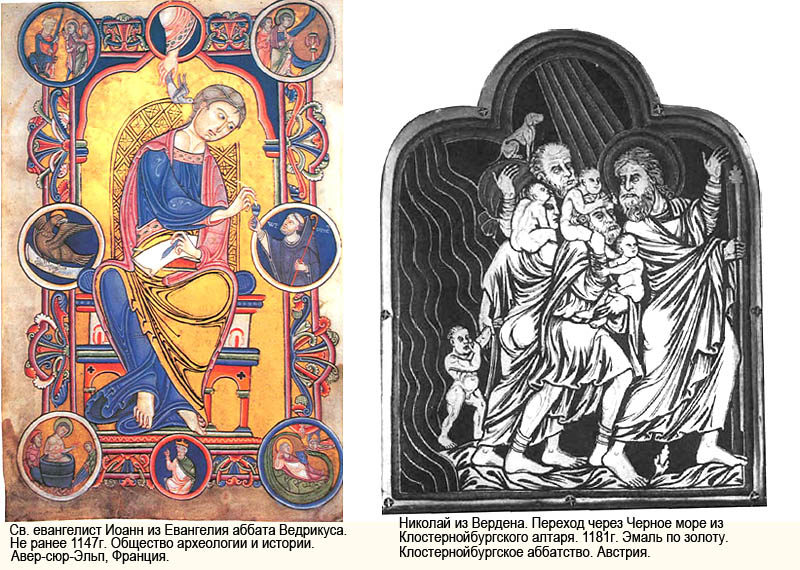 Св. евангелист Иоанн из Евангелия аббата Ведрикуса.
Не ранее 1147г. Общество археологии и истории.
Авер-сюр-Эльп, Франция.
Николай из Вердена. Переход через Черное море из
Клостернойбургского алтаря. 1181г. Эмаль по золоту.
Клостернойбургское аббатство. Австрия.